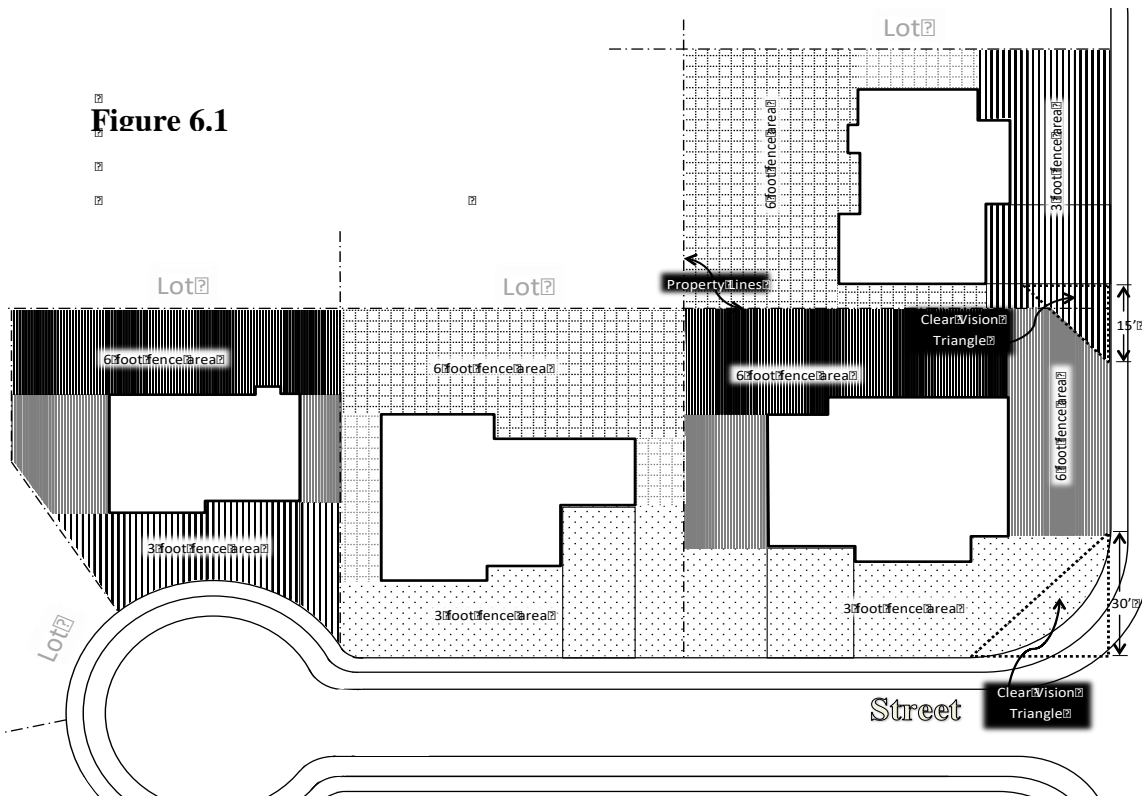 Lot
Figure 6.1
6 foot fence area
3 foot fence area
Lot
Lot
Property Lines
Clear Vision
Triangle
15’
6 foot fence area
6 foot fence area
6 foot fence area
6 foot fence area
3 foot fence area
3 foot fence area
3 foot fence area
30’
Lot
Clear Vision
Triangle
Street